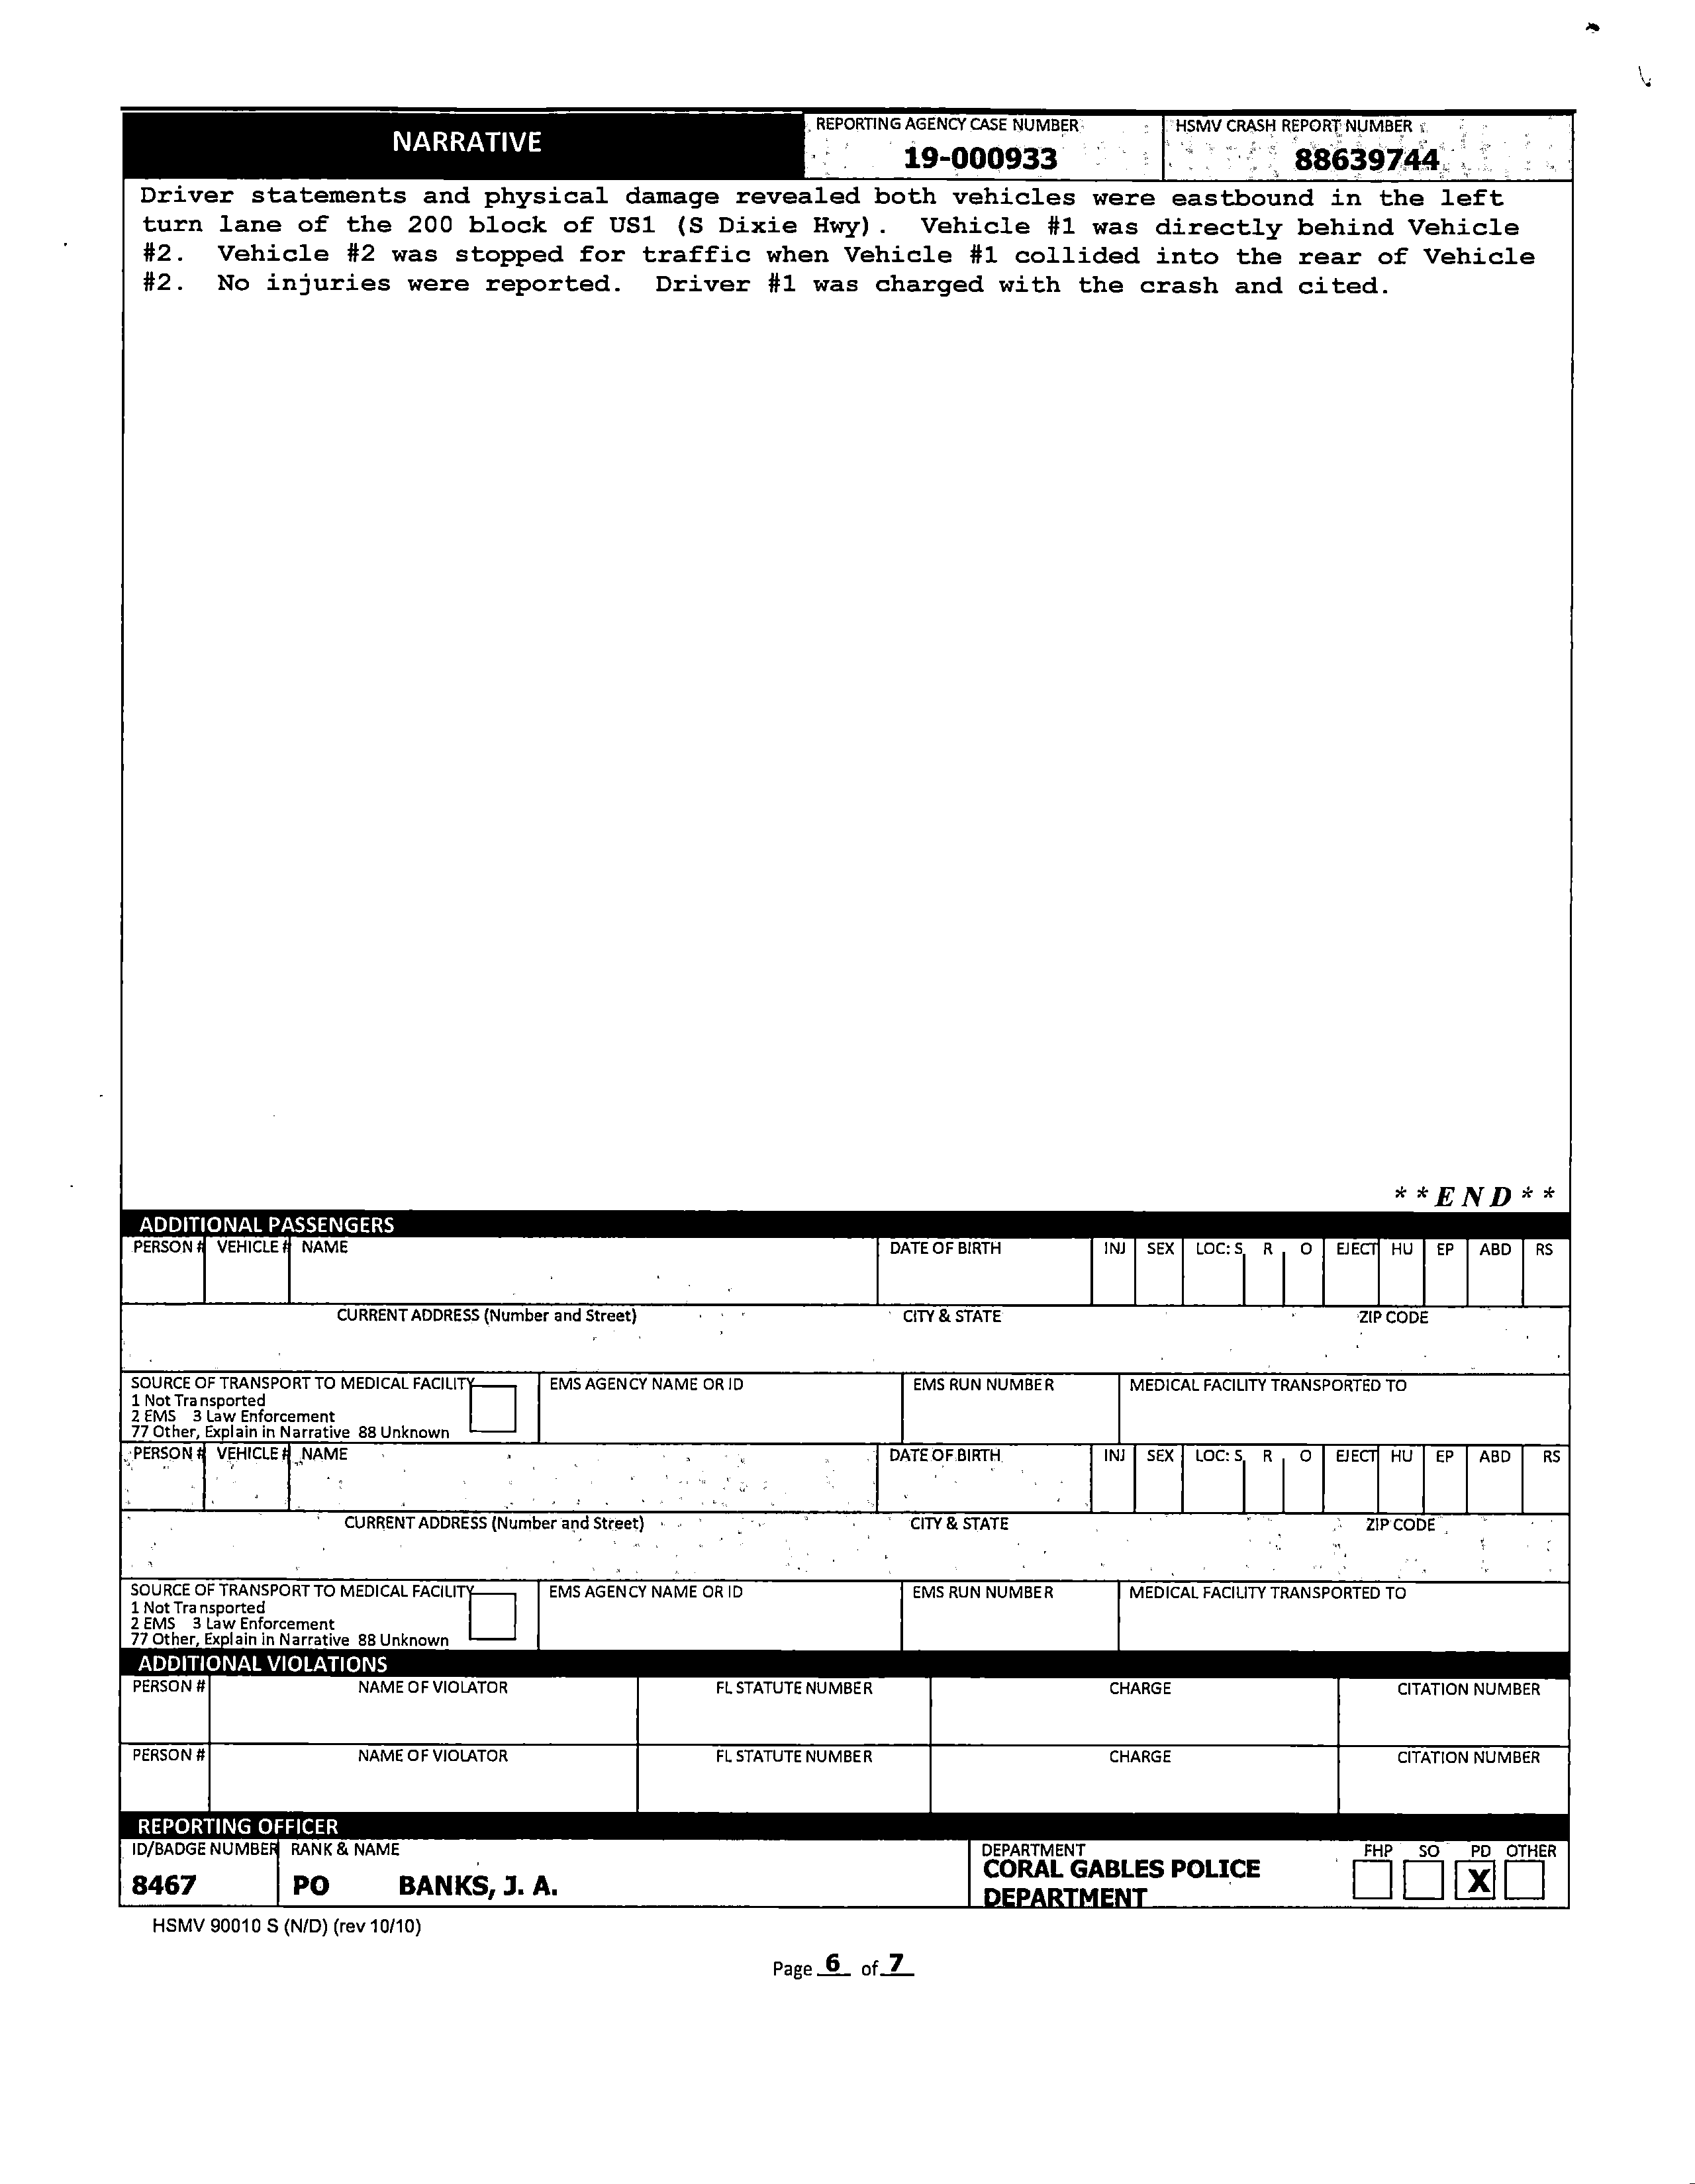 NARRATIVE
REPORTING AGENCY CASE NUMBER
19-000933
HSMV CRASH REPORT NUMBER
88639744
Driver statements and physical damage revealed both vehicles were eastbound in the left
turn lane of the 200 block of US1 (S Dixie Hwy). Vehicle #1 was directly behind Vehicle
#2. Vehicle #2 was stopped for traffic when Vehicle #1 collided into the rear of Vehicle
#2. No injuries were reported. Driver #1 was charged with the crash and cited.
**END**
ADDITIONAL PASSENGERS
PERSON # VEHICLE # NAME DATE OF BIRTH INJ SEX LOC: S R O EJECT HU EP ABD RS
CURRENT ADDRESS (Number and Street) CITY & STATE ZIP CODE
SOURCE OF TRANSPORT TO MEDICAL FACILITY EMS AGENCY NAME OR ID EMS RUN NUMBER MEDICAL FACILITY TRANSPORTED TO
1 Not Transported
2 EMS 3 Law Enforcement
77 Other, Explain in Narrative 88 Unknown
PERSON # VEHICLE # NAME DATE OF BIRTH INJ SEX LOC: S R O EJECT HU EP ABD RS
CURRENT ADDRESS (Number and Street) CITY & STATE ZIP CODE
SOURCE OF TRANSPORT TO MEDICAL FACILITY EMS AGENCY NAME OR ID EMS RUN NUMBER MEDICAL FACILITY TRANSPORTED TO
1 Not Transported
2 EMS 3 Law Enforcement
77 Other, Explain in Narrative 88 Unknown
ADDITIONAL VIOLATIONS
PERSON # NAME OF VIOLATOR FL STATUTE NUMBER CHARGE CITATION NUMBER
PERSON # NAME OF VIOLATOR FL STATUTE NUMBER CHARGE CITATION NUMBER
REPORTING OFFICER
ID/BADGE NUMBER RANK & NAME DEPARTMENT FHP SO PD OTHER
8467 PO BANKS, J. A. CORAL GABLES POLICE X
DEPARTMENT
HSMV 90010 S (N/D) (rev 10/10)
Page 6 of 7